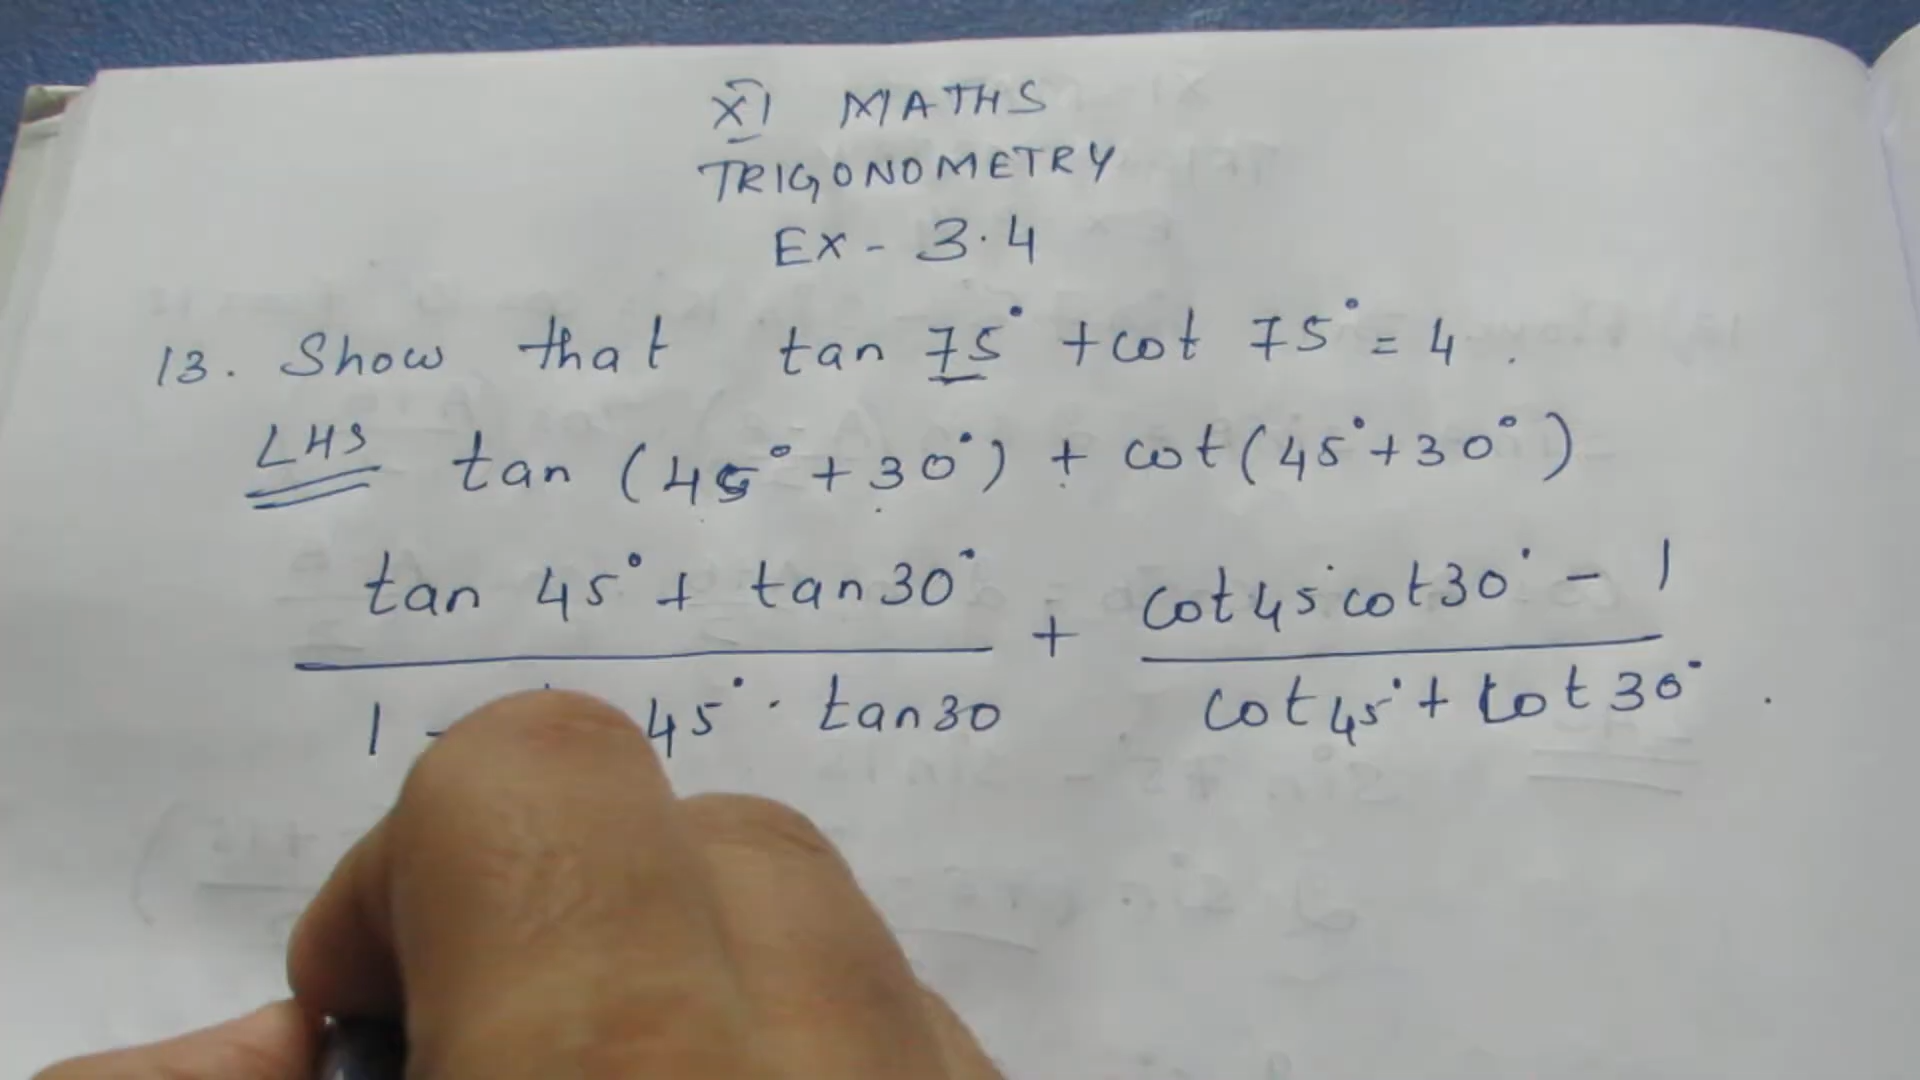 XI MATHS
TRIGONOMETRY
EX - 3.4
13. Show that tan 75° + cot 75° = 4.
LHS tan (45° + 30°) + cot (45° + 30°)
tan 45° + tan 30° + cot 45° cot 30° - 1
1 - 45° . tan 30 cot 45° + cot 30° .